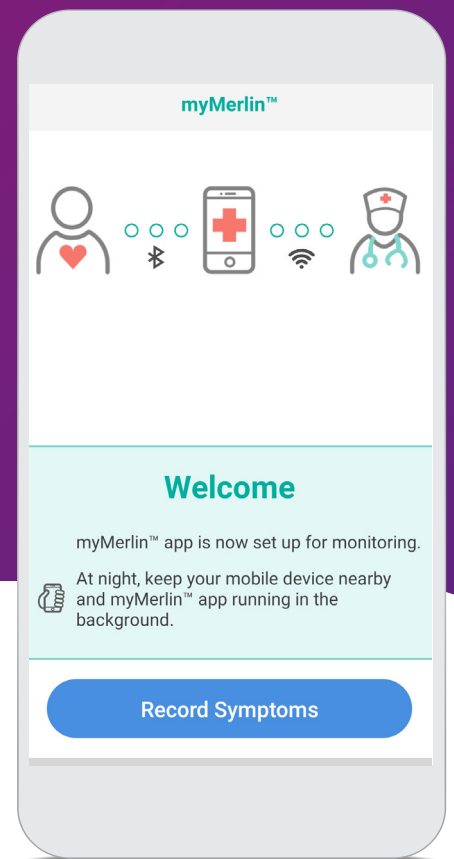 myMerlin™
Welcome
myMerlin™ app is now set up for monitoring.
At night, keep your mobile device nearby
and myMerlin™ app running in the
background.
Record Symptoms